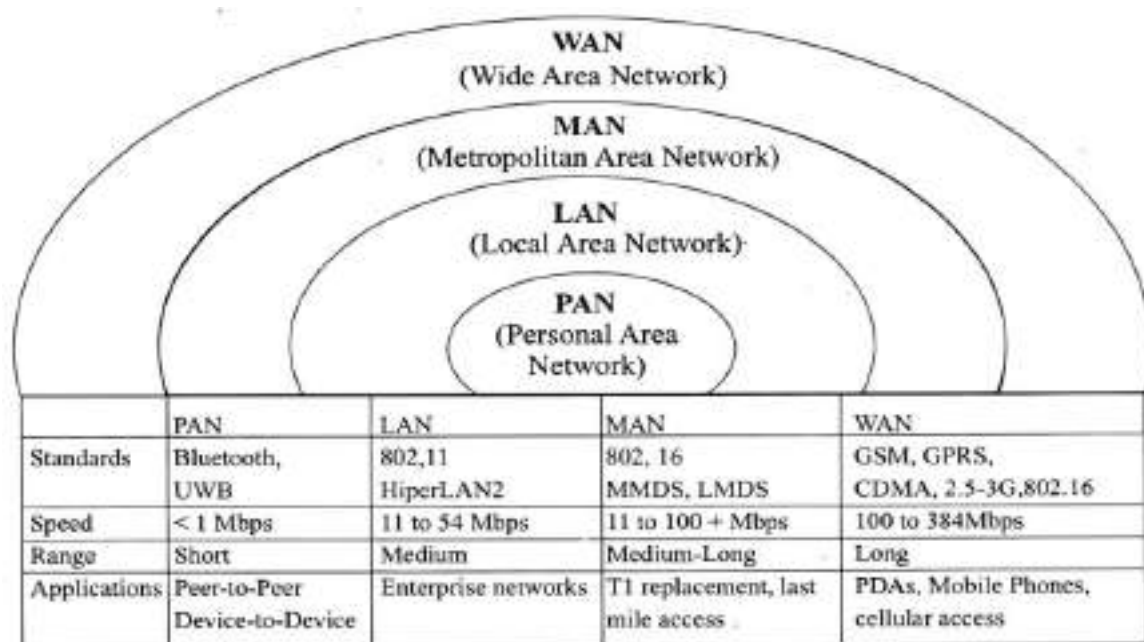 WAN
(Wide Area Network)
MAN
(Metropolitan Area Network)
LAN
(Local Area Network)
PAN
(Personal Area
Network)
PAN LAN MAN WAN
Standards Bluetooth, 802,11 802, 16 GSM, GPRS,
UWB HiperLAN2 MMDS, LMDS CDMA, 2.5-3G,802.16
Speed < 1 Mbps 11 to 54 Mbps 11 to 100 + Mbps 100 to 384Mbps
Range Short Medium Medium-Long Long
Applications Peer-to-Peer Enterprise networks T1 replacement, last PDAs, Mobile Phones,
Device-to-Device mile access cellular access